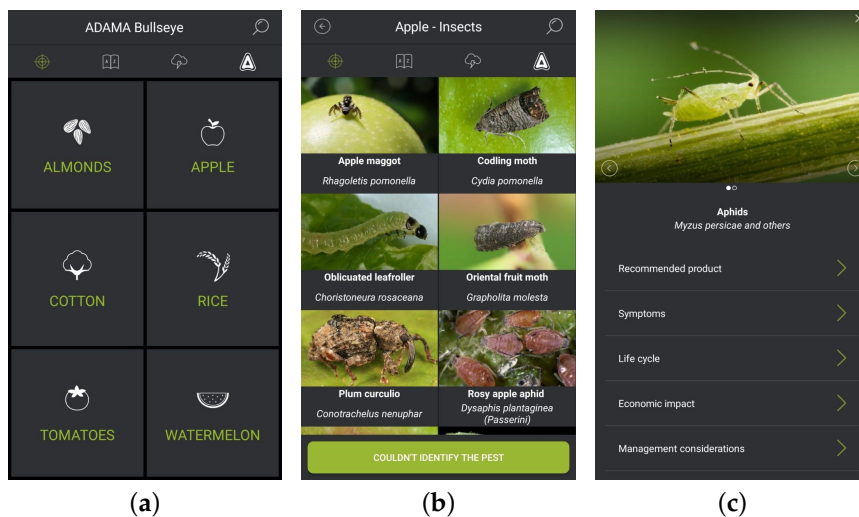 ADAMA Bullseye
ALMONDS
APPLE
COTTON
RICE
TOMATOES
WATERMELON
(a)
Apple - Insects
A Z
Apple maggot
Rhagoletis pomonella
Codling moth
Cydia pomonella
Oblicuated leafroller
Choristoneura rosaceana
Oriental fruit moth
Grapholita molesta
Plum curculio
Conotrachelus nenuphar
Rosy apple aphid
Dysaphis plantaginea
(Passerini)
COULDN'T IDENTIFY THE PEST
(b)
Aphids
Myzus persicae and others
Recommended product
Symptoms
Life cycle
Economic impact
Management considerations
(c)